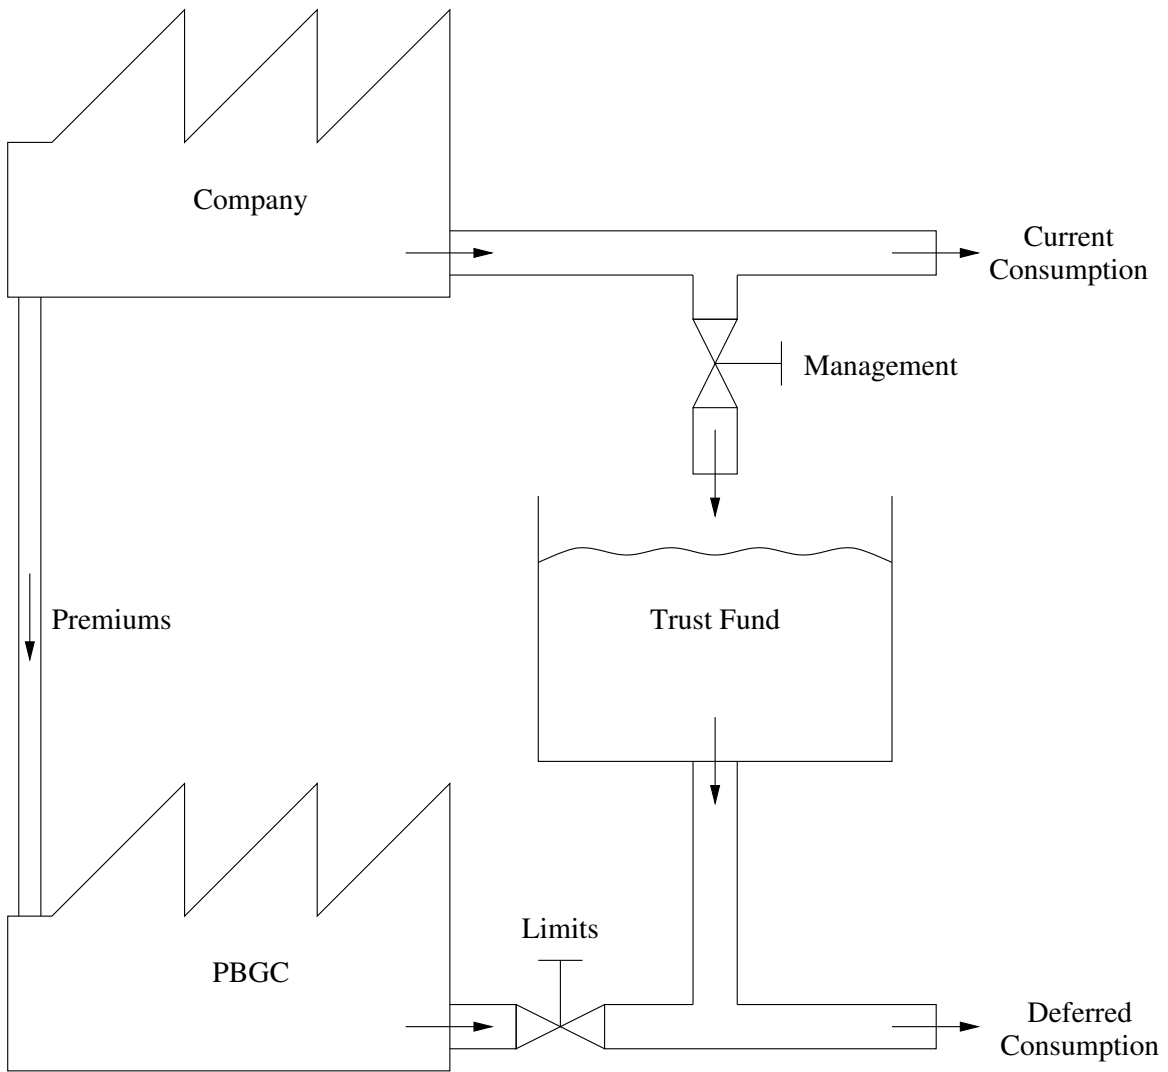 Company
Current
Consumption
Management
Premiums
Trust Fund
Limits
PBGC
Deferred
Consumption